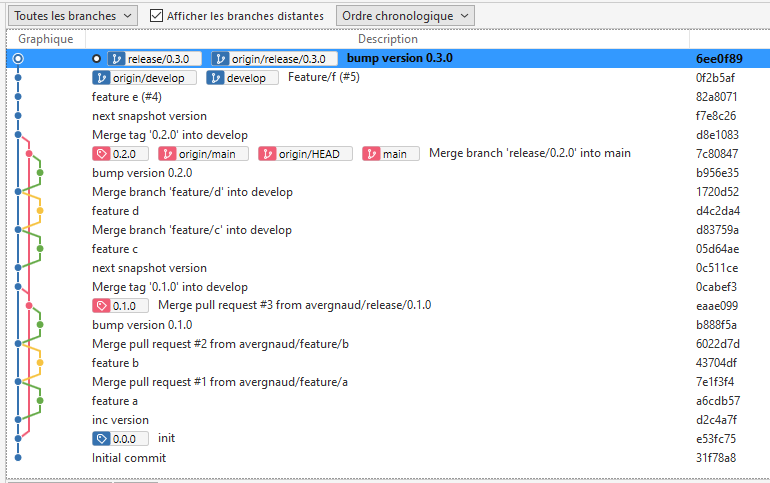 Toutes les branches Afficher les branches distantes Ordre chronologique
Graphique Description
release/0.3.0 origin/release/0.3.0 bump version 0.3.0 6ee0f89
origin/develop develop Feature/f (#5) 0f2b5af
feature e (#4) 82a8071
next snapshot version f7e8c26
Merge tag '0.2.0' into develop d8e1083
0.2.0 origin/main origin/HEAD main Merge branch 'release/0.2.0' into main 7c80847
bump version 0.2.0 b956e35
Merge branch 'feature/d' into develop 1720d52
feature d d4c2da4
Merge branch 'feature/c' into develop d83759a
feature c 05d64ae
next snapshot version 0c511ce
Merge tag '0.1.0' into develop 0cabef3
0.1.0 Merge pull request #3 from avergnaud/release/0.1.0 eaae099
bump version 0.1.0 b888f5a
Merge pull request #2 from avergnaud/feature/b 6022d7d
feature b 43704df
Merge pull request #1 from avergnaud/feature/a 7e1f3f4
feature a a6cdb57
inc version d2c4a7f
0.0.0 init e53fc75
Initial commit 31f78a8